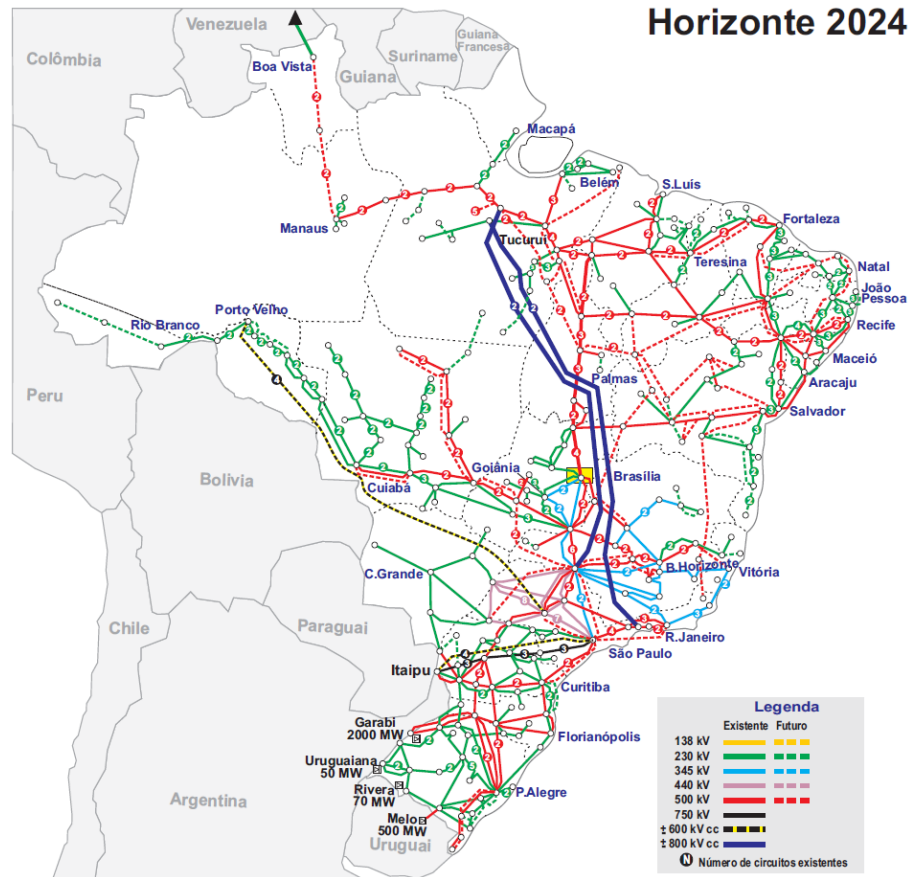 Horizonte 2024
Venezuela
Guiana
Francesa
Suriname
Guiana
Colômbia
Boa Vista
Macapá
Belém
S.Luís
Fortaleza
Manaus
Tucuruí
Teresina
Natal
João
Pessoa
Recife
Maceió
Aracaju
Salvador
Porto Velho
Rio Branco
Palmas
Peru
Bolívia
Cuiabá
Goiânia
Brasília
C.Grande
B.Horizonte
Vitória
R.Janeiro
São Paulo
Paraguai
Chile
Itaipu
Curitiba
Florianópolis
Garabi
2000 MW
Uruguaiana
50 MW
Rivera
70 MW
Melo
500 MW
P.Alegre
Argentina
Uruguai
Legenda
Existente Futuro
138 kV
230 kV
345 kV
440 kV
500 kV
750 kV
± 600 kV cc
± 800 kV cc
N Número de circuitos existentes